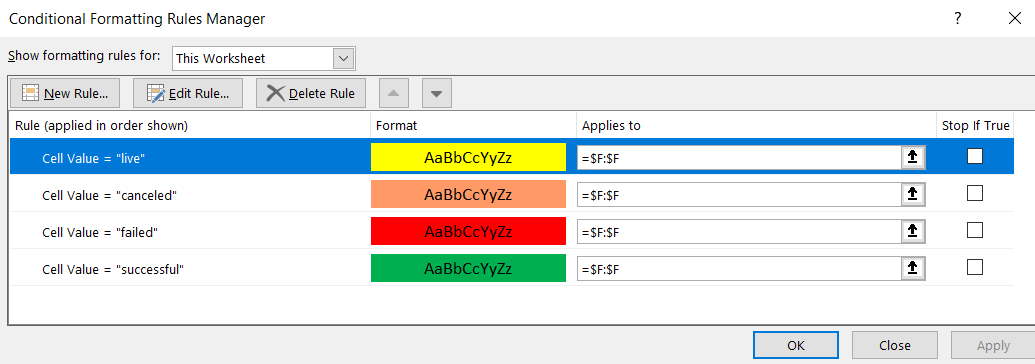 Conditional Formatting Rules Manager ?
Show formatting rules for: This Worksheet
New Rule... Edit Rule... Delete Rule
Rule (applied in order shown) Format Applies to Stop If True
Cell Value = "live" AaBbCcYyZz =$F:$F
Cell Value = "canceled" AaBbCcYyZz =$F:$F
Cell Value = "failed" AaBbCcYyZz =$F:$F
Cell Value = "successful" AaBbCcYyZz =$F:$F
OK Close Apply